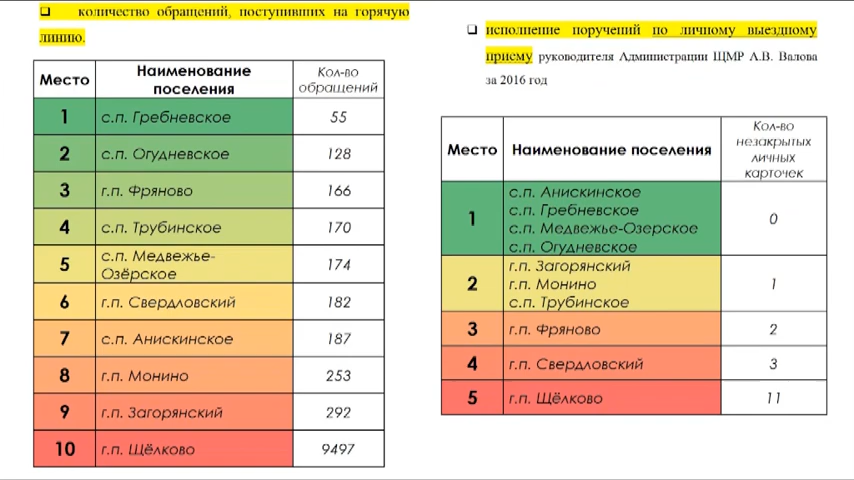 количество обращений, поступивших на горячую
линию.
Место Наименование поселения Кол-во обращений
1 с.п. Гребневское 55
2 с.п. Огудневское 128
3 г.п. Фряново 166
4 с.п. Трубинское 170
5 с.п. Медвежье-Озёрское 174
6 г.п. Свердловский 182
7 с.п. Анискинское 187
8 г.п. Монино 253
9 г.п. Загорянский 292
10 г.п. Щёлково 9497
исполнение поручений по личному выездному
приему руководителя Администрации ЩМР А.В. Валова
за 2016 год
Место Наименование поселения Кол-во незакрытых личных карточек
1 с.п. Анискинское
с.п. Гребневское
с.п. Медвежье-Озерское
с.п. Огудневское
0
2 г.п. Загорянский
г.п. Монино
с.п. Трубинское
1
3 г.п. Фряново 2
4 г.п. Свердловский 3
5 г.п. Щёлково 11